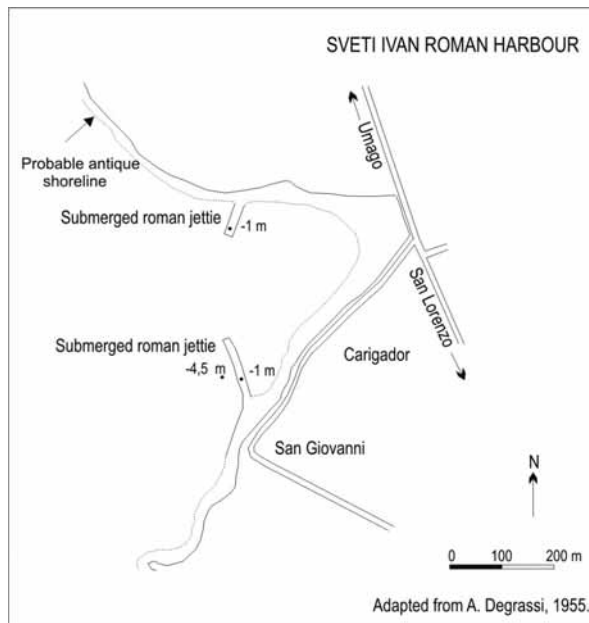 SVETI IVAN ROMAN HARBOUR
Umago
Probable antique
shoreline
Submerged roman jettie
-1 m
San Lorenzo
Submerged roman jettie
-4,5 m
-1 m
Carigador
San Giovanni
N
0 100 200 m
Adapted from A. Degrassi, 1955.